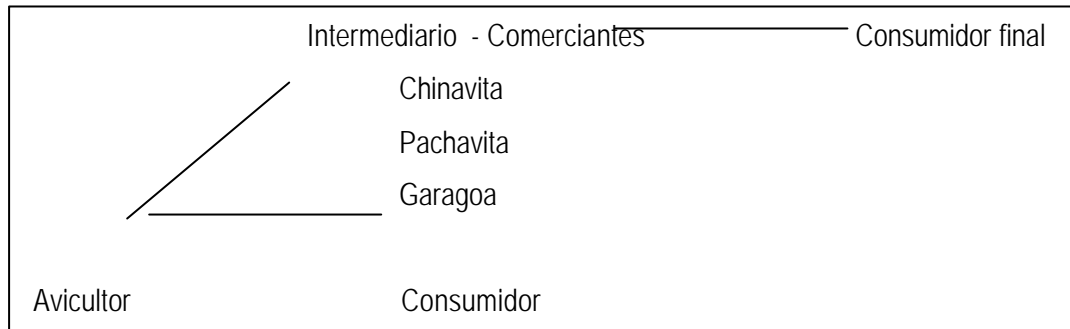 Intermediario - Comerciantes Consumidor final
Chinavita
Pachavita
Garagoa
Avicultor Consumidor